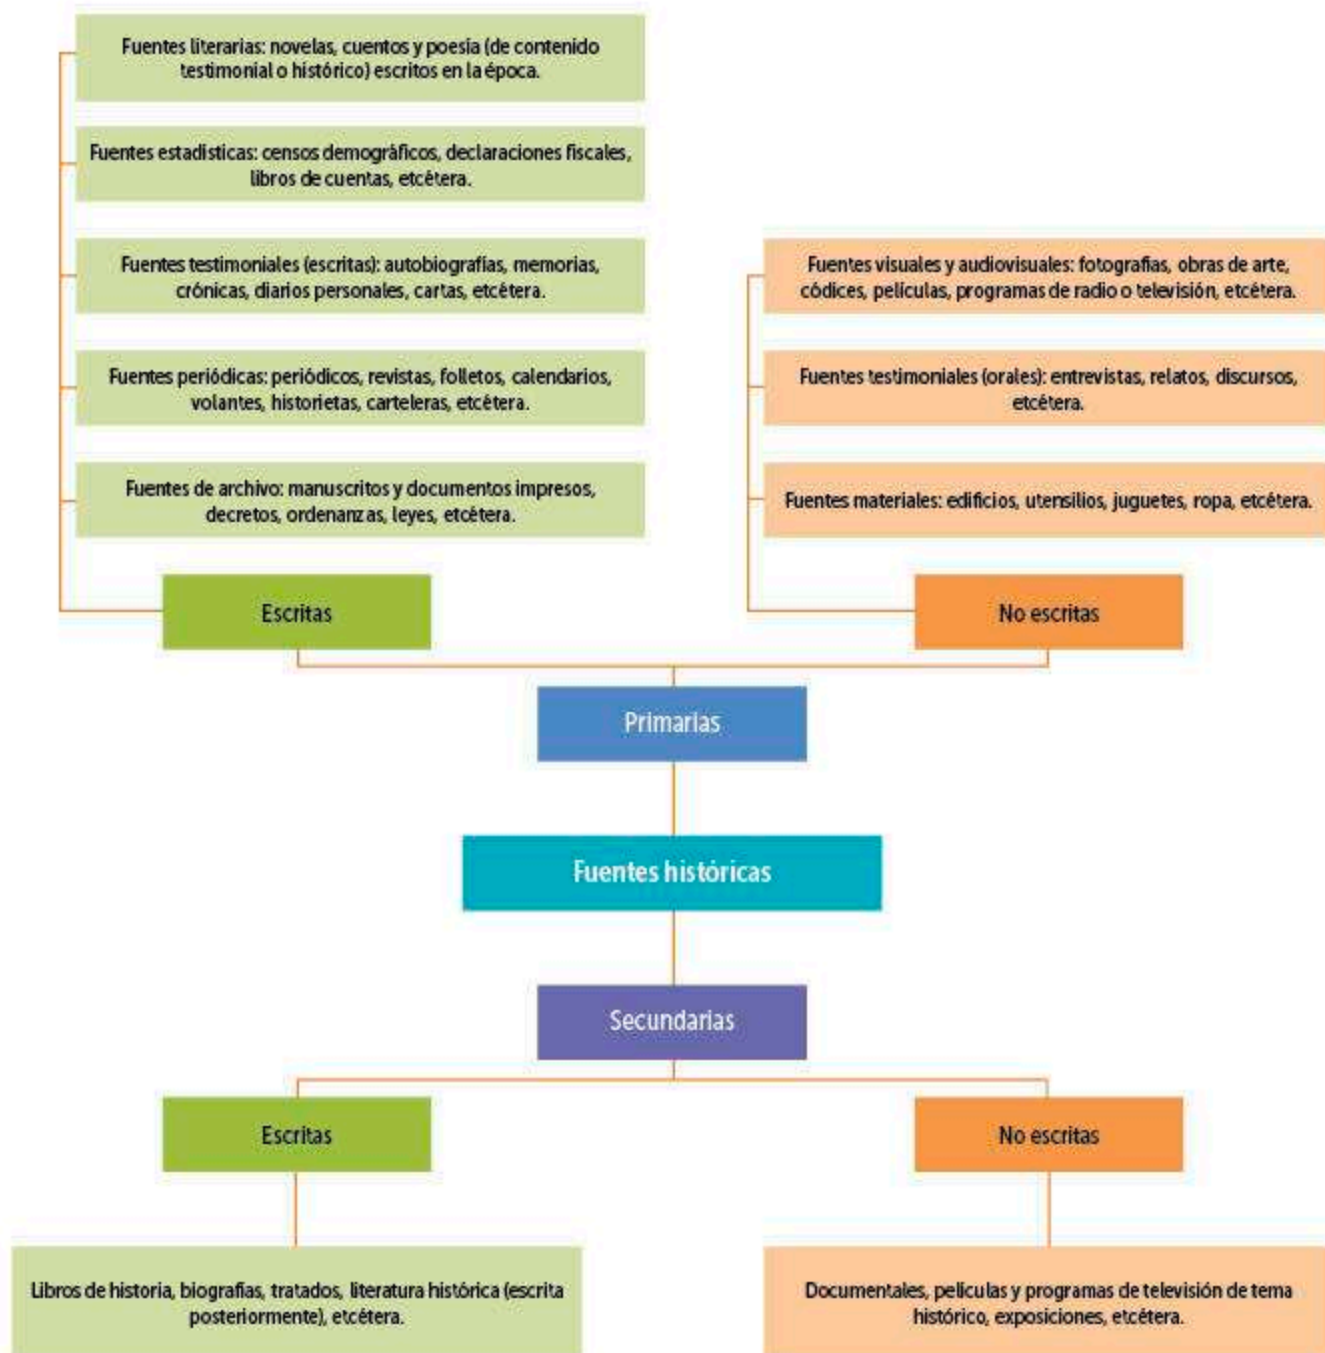 Fuentes literarias: novelas, cuentos y poesía (de contenido
testimonial o histórico) escritos en la época.
Fuentes estadísticas: censos demográficos, declaraciones fiscales,
libros de cuentas, etcétera.
Fuentes testimoniales (escritas): autobiografías, memorias,
crónicas, diarios personales, cartas, etcétera.
Fuentes periódicas: periódicos, revistas, folletos, calendarios,
volantes, historietas, carteleras, etcétera.
Fuentes de archivo: manuscritos y documentos impresos,
decretos, ordenanzas, leyes, etcétera.
Escritas
Fuentes visuales y audiovisuales: fotografías, obras de arte,
códices, películas, programas de radio o televisión, etcétera.
Fuentes testimoniales (orales): entrevistas, relatos, discursos,
etcétera.
Fuentes materiales: edificios, utensilios, juguetes, ropa, etcétera.
No escritas
Primarias
Fuentes históricas
Secundarias
Escritas
No escritas
Libros de historia, biografías, tratados, literatura histórica (escrita
posteriormente), etcétera.
Documentales, películas y programas de televisión de tema
histórico, exposiciones, etcétera.